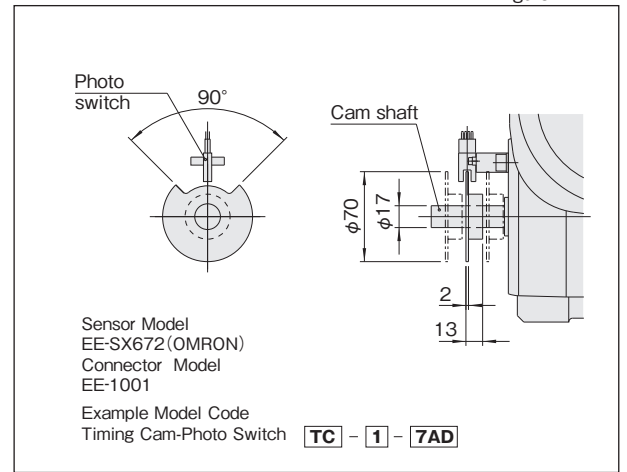 Photo
switch
90°
Cam shaft
φ70
φ17
2
13
Sensor Model
EE-SX672(OMRON)
Connector Model
EE-1001
Example Model Code
Timing Cam-Photo Switch TC - 1 - 7AD